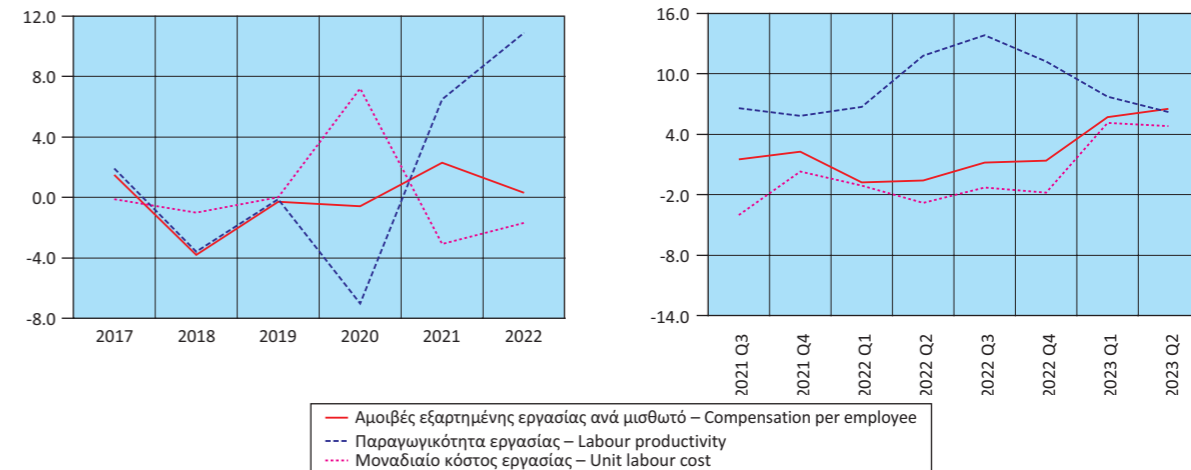 12.0
8.0
4.0
0.0
-4.0
-8.0
2017 2018 2019 2020 2021 2022
16.0
10.0
4.0
-2.0
-8.0
-14.0
2021 Q3
2021 Q4
2022 Q1
2022 Q2
2022 Q3
2022 Q4
2023 Q1
2023 Q2
Αμοιβές εξαρτημένης εργασίας ανά μισθωτό – Compensation per employee
Παραγωγικότητα εργασίας – Labour productivity
Μοναδιαίο κόστος εργασίας – Unit labour cost